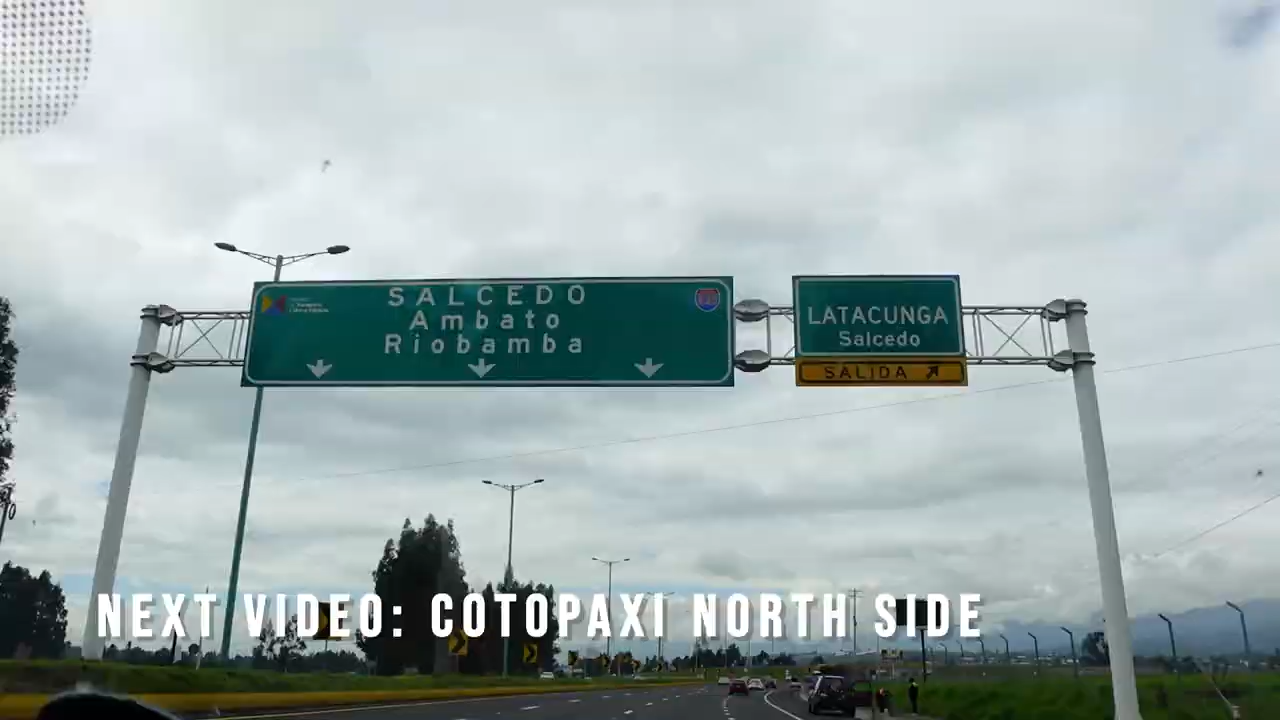 SALCEDO
Ambato
Riobamba
LATACUNGA
Salcedo
SALIDA
NEXT VIDEO: COTOPAXI NORTH SIDE